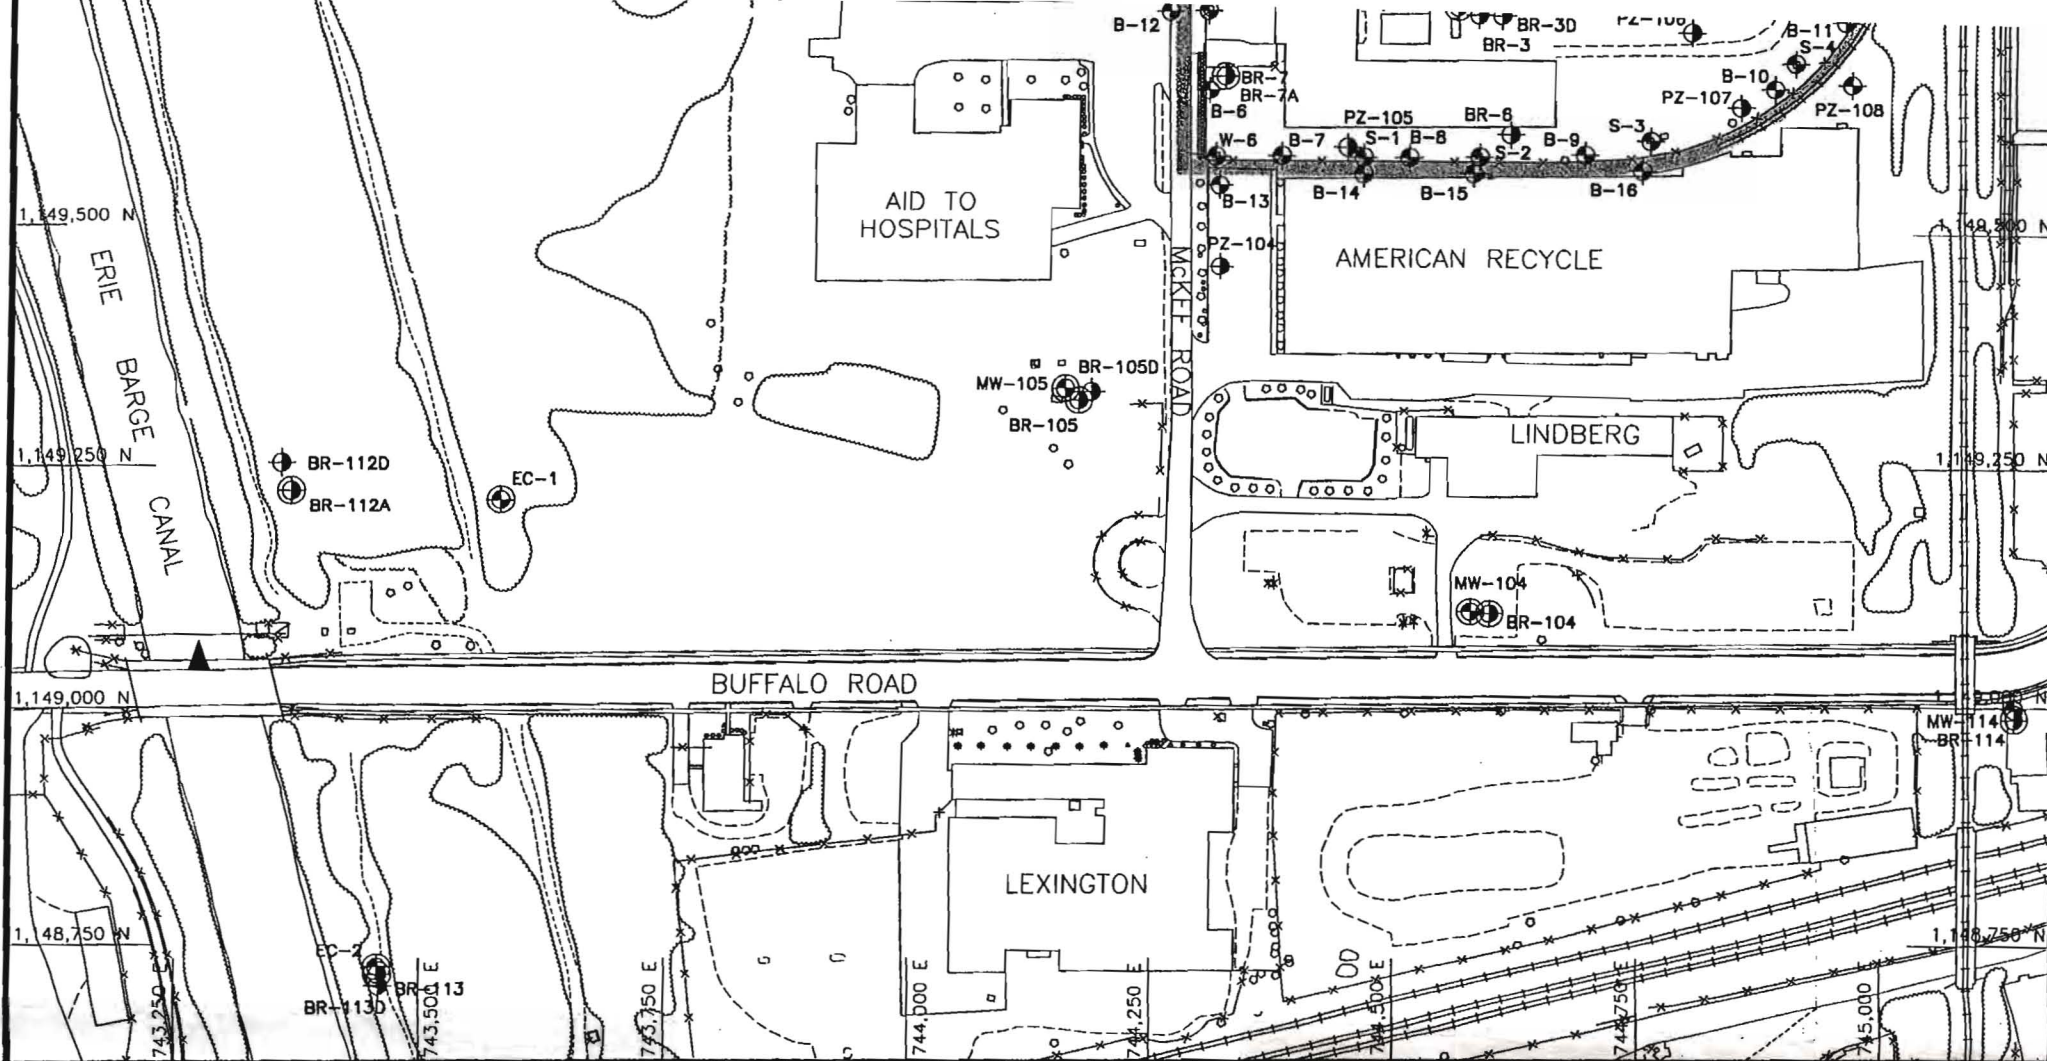 B-12
BR-3D
BR-3
PZ-106
B-11
S-4
BR-7
BR-7A
B-6
B-10
PZ-107
PZ-108
PZ-105
BR-8
W-6
B-7
S-1
B-8
S-2
B-9
S-3
B-13
B-14
B-15
B-16
1,149,500 N
AID TO
HOSPITALS
PZ-104
AMERICAN RECYCLE
1,149,500 N
ERIE BARGE CANAL
McKEE ROAD
MW-105
BR-105D
BR-105
LINDBERG
1,149,250 N
BR-112D
BR-112A
EC-1
1,149,250 N
MW-104
BR-104
1,149,000 N
BUFFALO ROAD
MW-114
BR-114
LEXINGTON
1,148,750 N
1,148,750 N
EC-2
BR-113
BR-113D
743,250 E
743,500 E
743,750 E
744,000 E
744,250 E
744,500 E
744,750 E
745,000 E